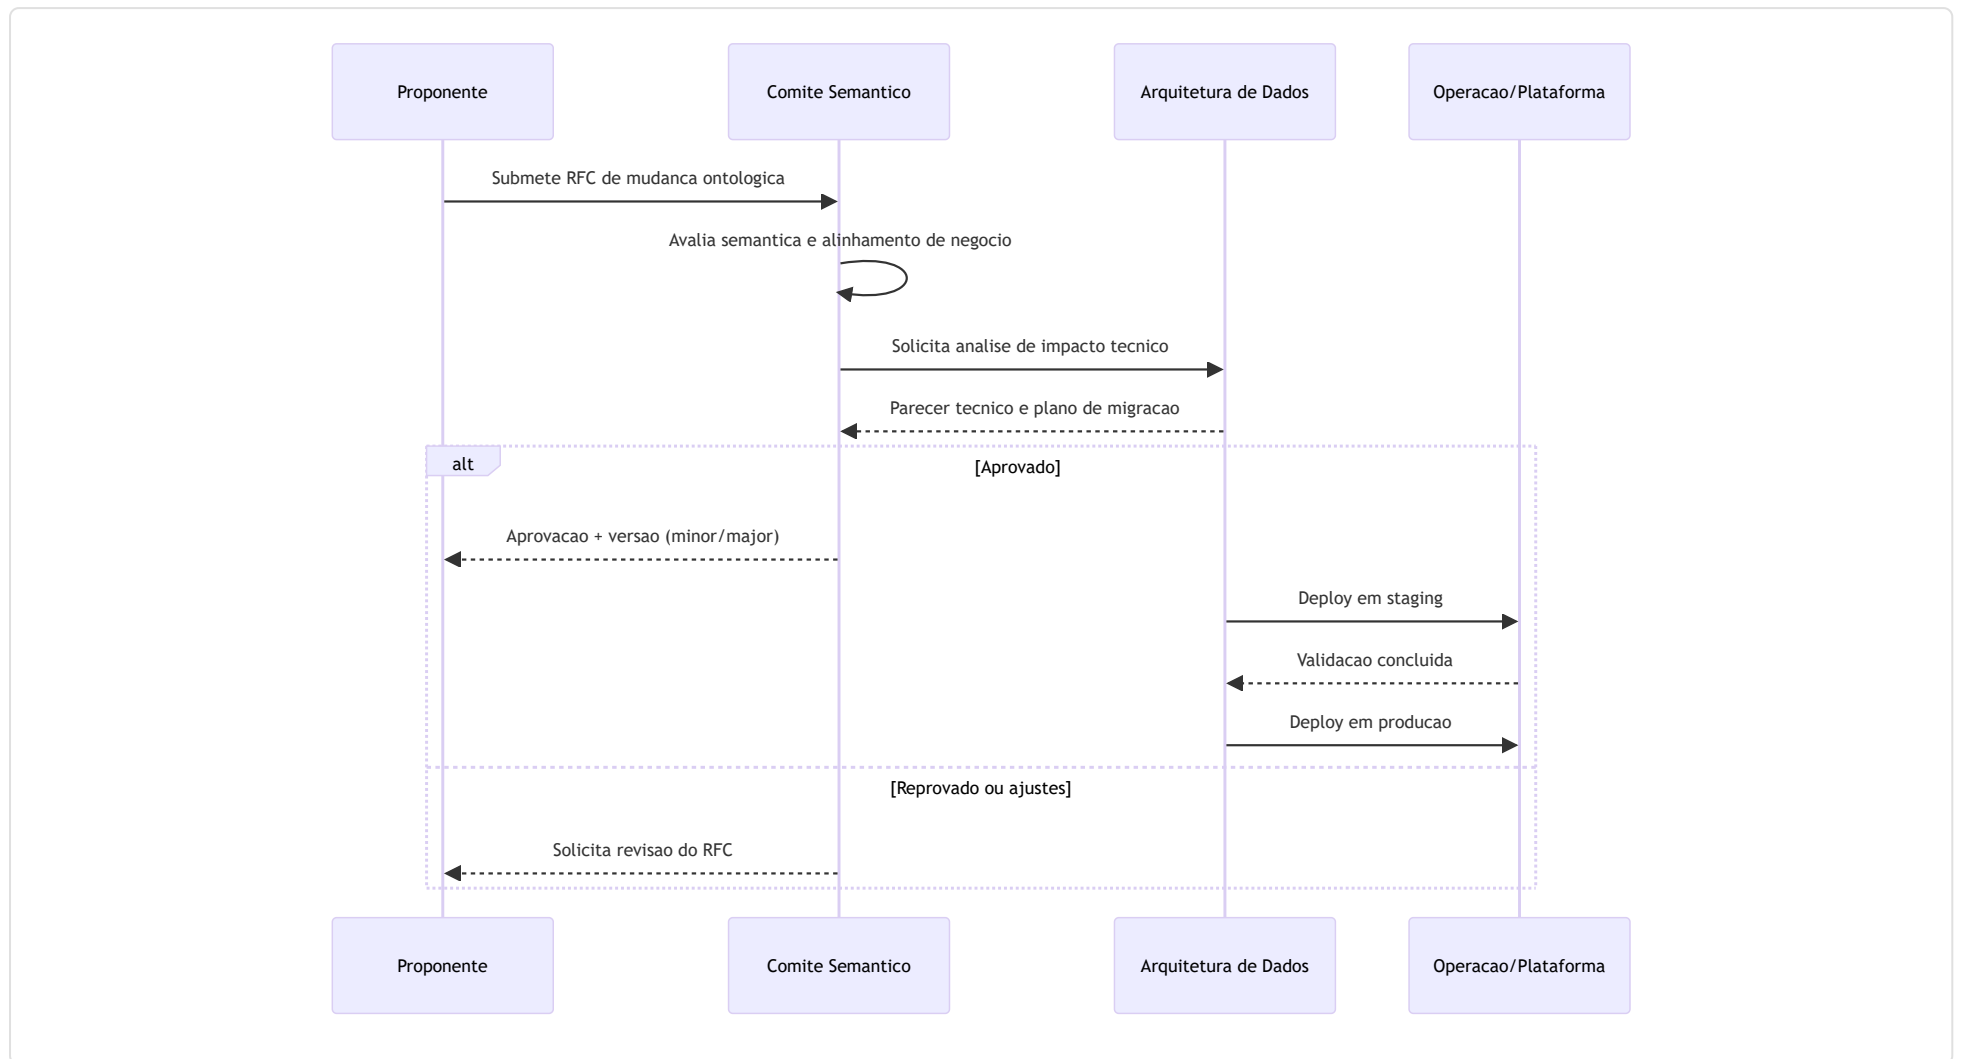 Proponente
Comite Semantico
Arquitetura de Dados
Operacao/Plataforma
Submete RFC de mudanca ontologica
Avalia semantica e alinhamento de negocio
Solicita analise de impacto tecnico
Parecer tecnico e plano de migracao
alt
[Aprovado]
Aprovacao + versao (minor/major)
Deploy em staging
Validacao concluida
Deploy em producao
[Reprovado ou ajustes]
Solicita revisao do RFC
Proponente
Comite Semantico
Arquitetura de Dados
Operacao/Plataforma